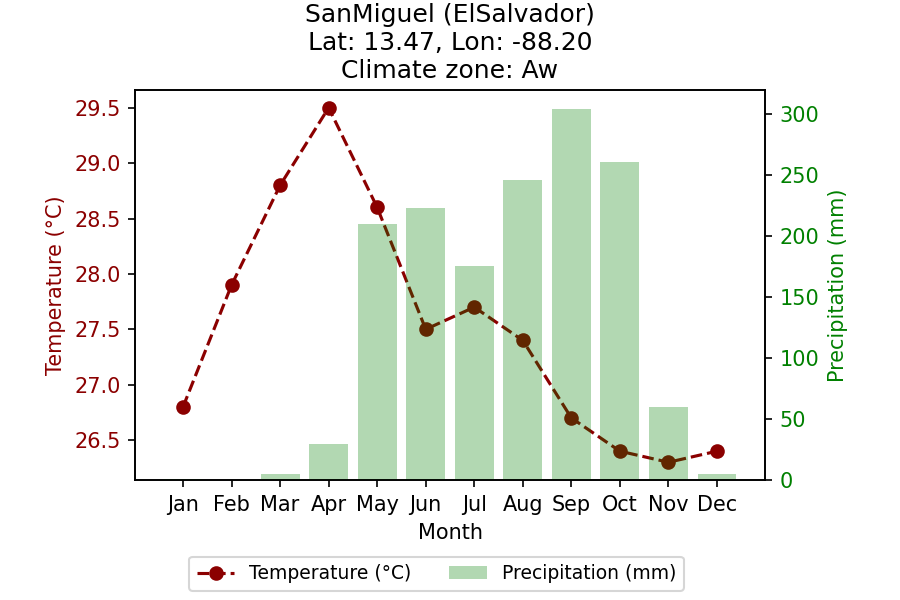 SanMiguel (ElSalvador)
Lat: 13.47, Lon: -88.20
Climate zone: Aw
29.5
29.0
28.5
28.0
27.5
27.0
26.5
Temperature (°C)
300
250
200
150
100
50
0
Precipitation (mm)
Jan Feb Mar Apr May Jun Jul Aug Sep Oct Nov Dec
Month
Temperature (°C) Precipitation (mm)